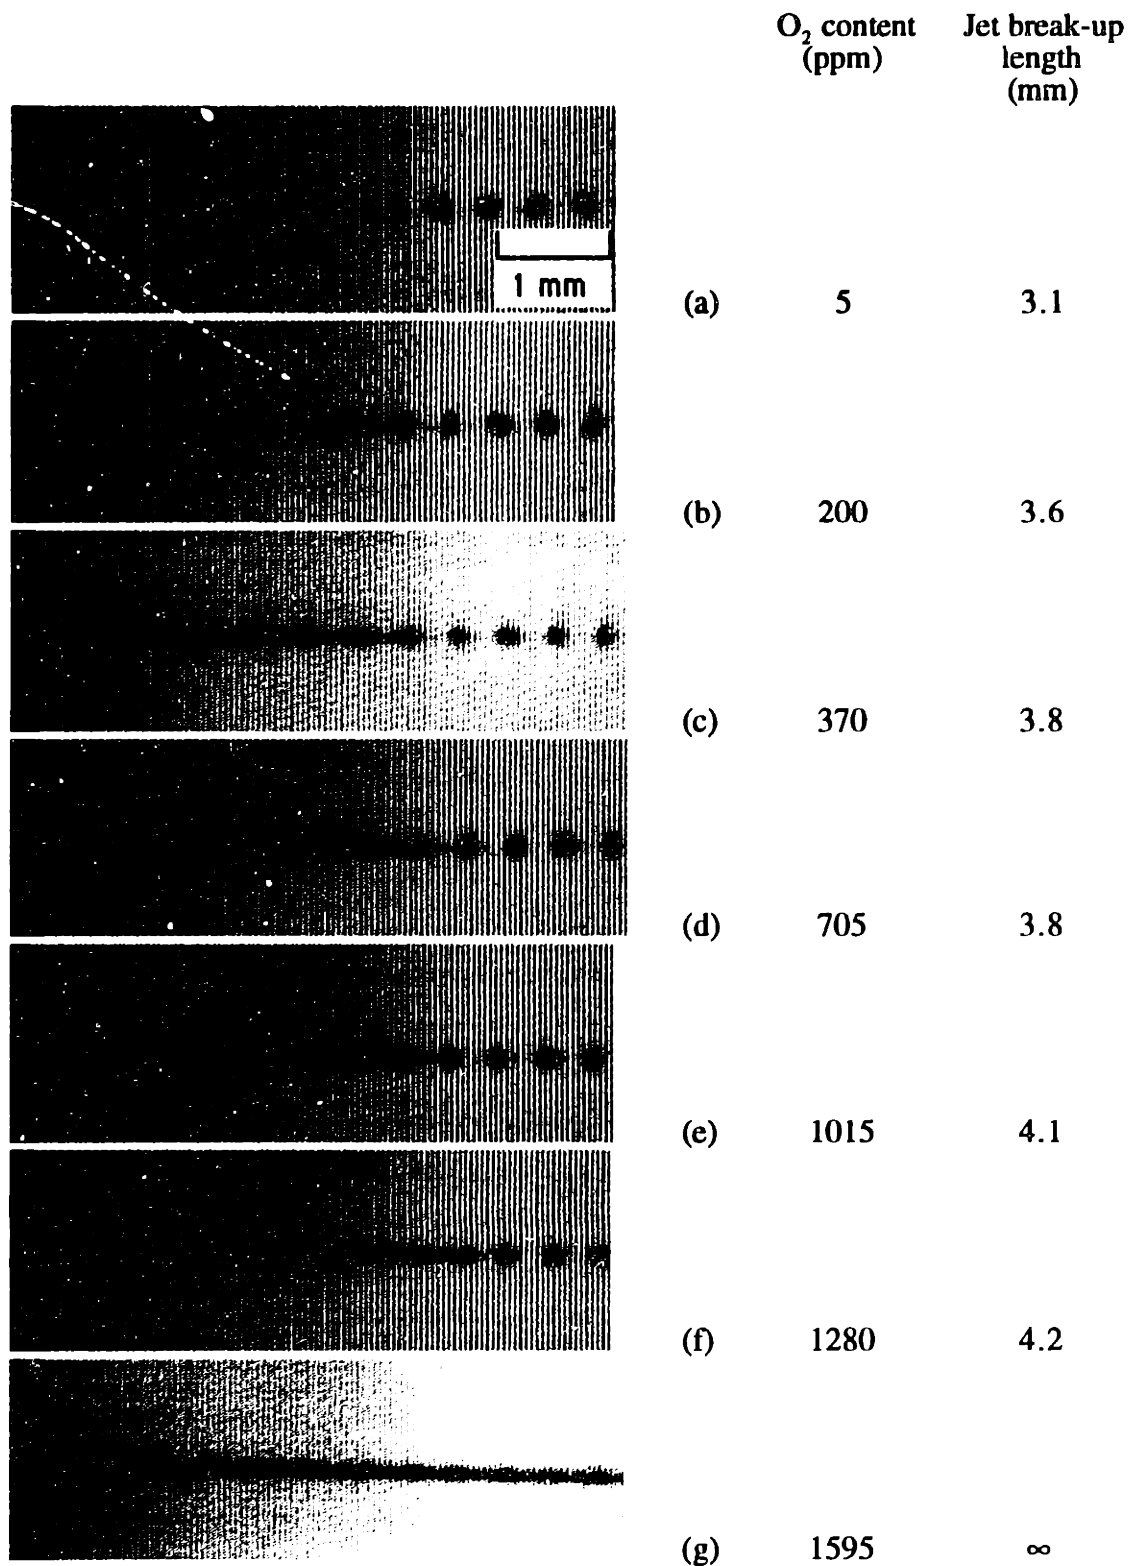 O₂ content Jet break-up
(ppm) length
(mm)
1 mm
(a) 5 3.1
(b) 200 3.6
(c) 370 3.8
(d) 705 3.8
(e) 1015 4.1
(f) 1280 4.2
(g) 1595 ∞